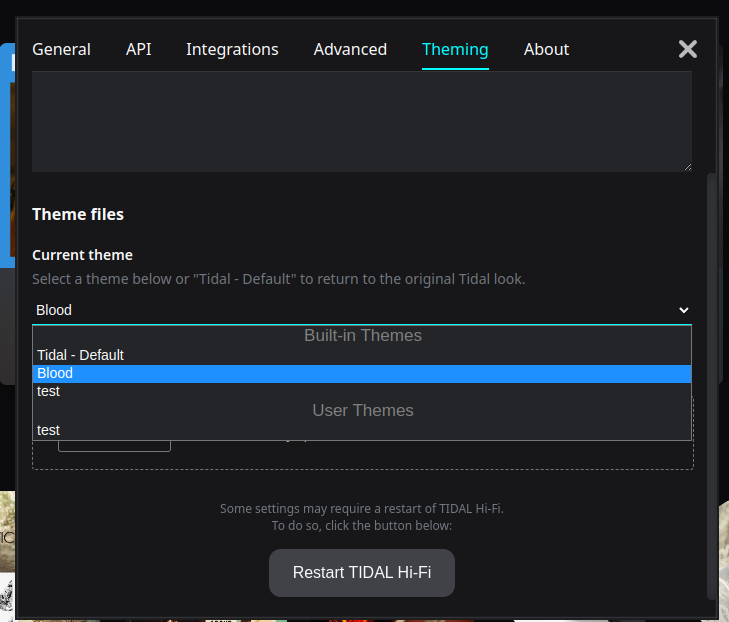 General API Integrations Advanced Theming About
Theme files
Current theme
Select a theme below or "Tidal - Default" to return to the original Tidal look.
Blood
Built-in Themes
Tidal - Default
Blood
test
User Themes
test
Some settings may require a restart of TIDAL Hi-Fi.
To do so, click the button below:
Restart TIDAL Hi-Fi